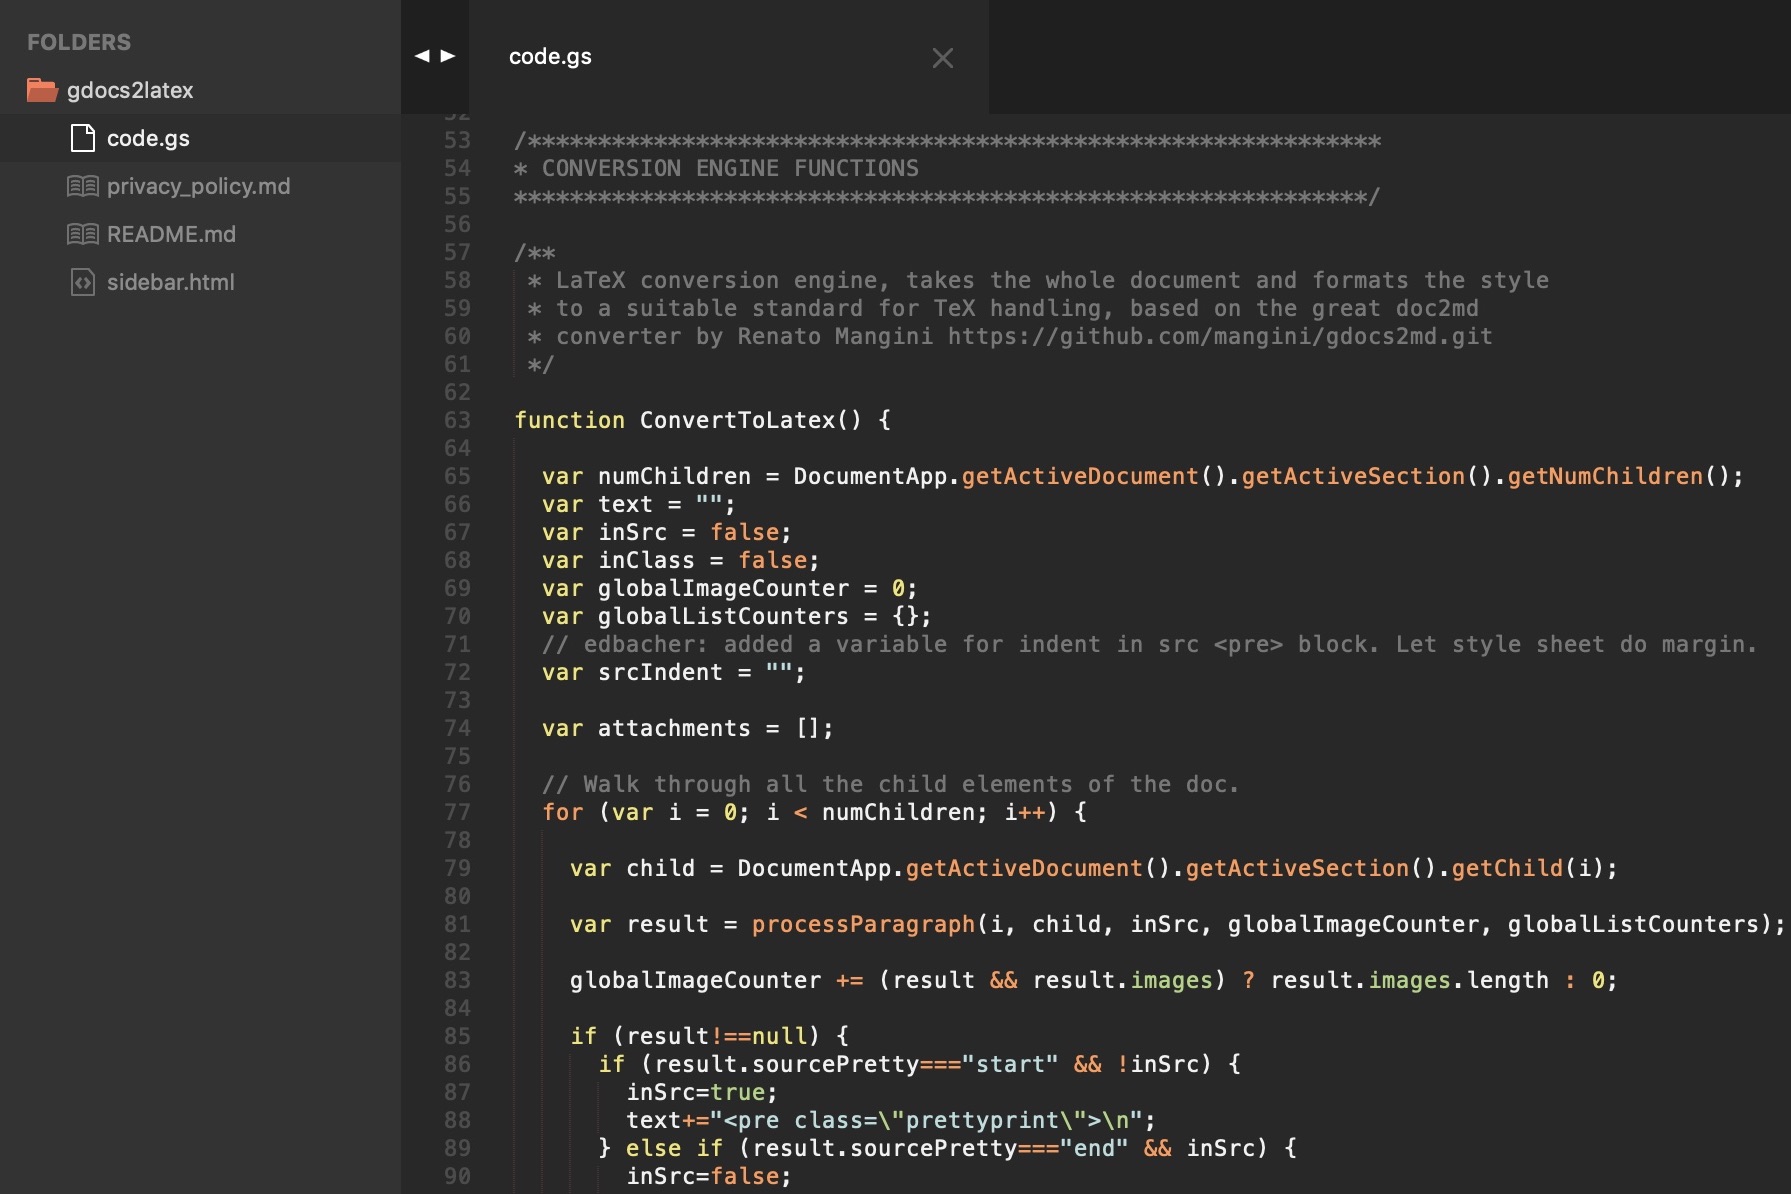 FOLDERS
gdocs2latex
code.gs
privacy_policy.md
README.md
sidebar.html
code.gs
52
53 /*************************************************************
54 * CONVERSION ENGINE FUNCTIONS
55 *************************************************************/
56
57 /**
58  * LaTeX conversion engine, takes the whole document and formats the style
59  * to a suitable standard for TeX handling, based on the great doc2md
60  * converter by Renato Mangini https://github.com/mangini/gdocs2md.git
61  */
62
63 function ConvertToLatex() {
64
65   var numChildren = DocumentApp.getActiveDocument().getActiveSection().getNumChildren();
66   var text = "";
67   var inSrc = false;
68   var inClass = false;
69   var globalImageCounter = 0;
70   var globalListCounters = {};
71   // edbacher: added a variable for indent in src <pre> block. Let style sheet do margin.
72   var srcIndent = "";
73
74   var attachments = [];
75
76   // Walk through all the child elements of the doc.
77   for (var i = 0; i < numChildren; i++) {
78
79     var child = DocumentApp.getActiveDocument().getActiveSection().getChild(i);
80
81     var result = processParagraph(i, child, inSrc, globalImageCounter, globalListCounters);
82
83     globalImageCounter += (result && result.images) ? result.images.length : 0;
84
85     if (result!==null) {
86       if (result.sourcePretty==="start" && !inSrc) {
87         inSrc=true;
88         text+="<pre class=\"prettyprint\">\n";
89       } else if (result.sourcePretty==="end" && inSrc) {
90         inSrc=false;